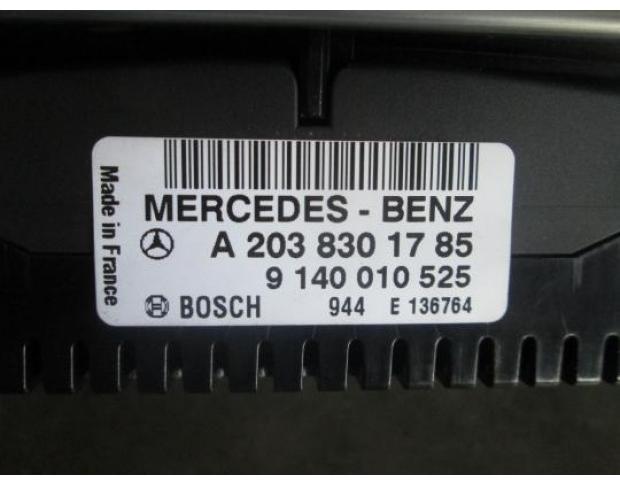 Made in France
MERCEDES - BENZ
A 203 830 17 85
9 140 010 525
BOSCH 944 E 136764